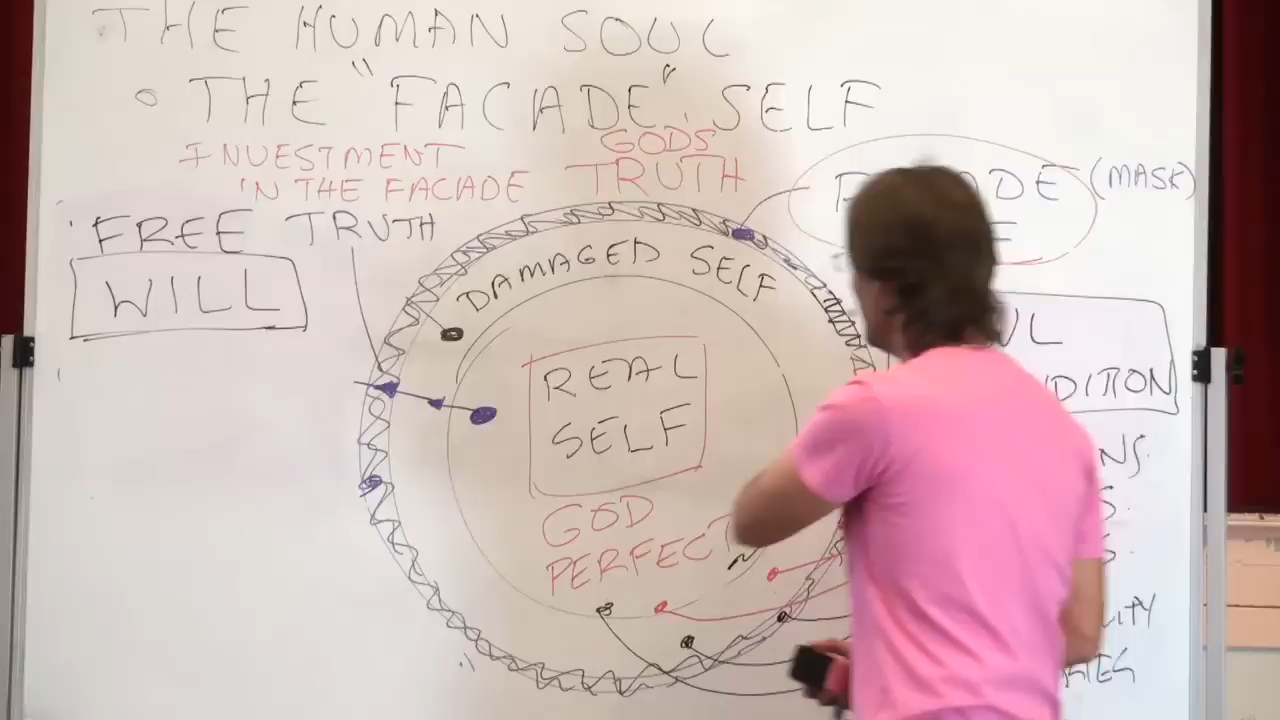 THE HUMAN SOUL
THE "FACADE" SELF
INVESTMENT
IN THE FACIADE
GODS
TRUTH
(MASK)
FREE
WILL
TRUTH
DAMAGED SELF
REAL
SELF
GOD
PERFECT